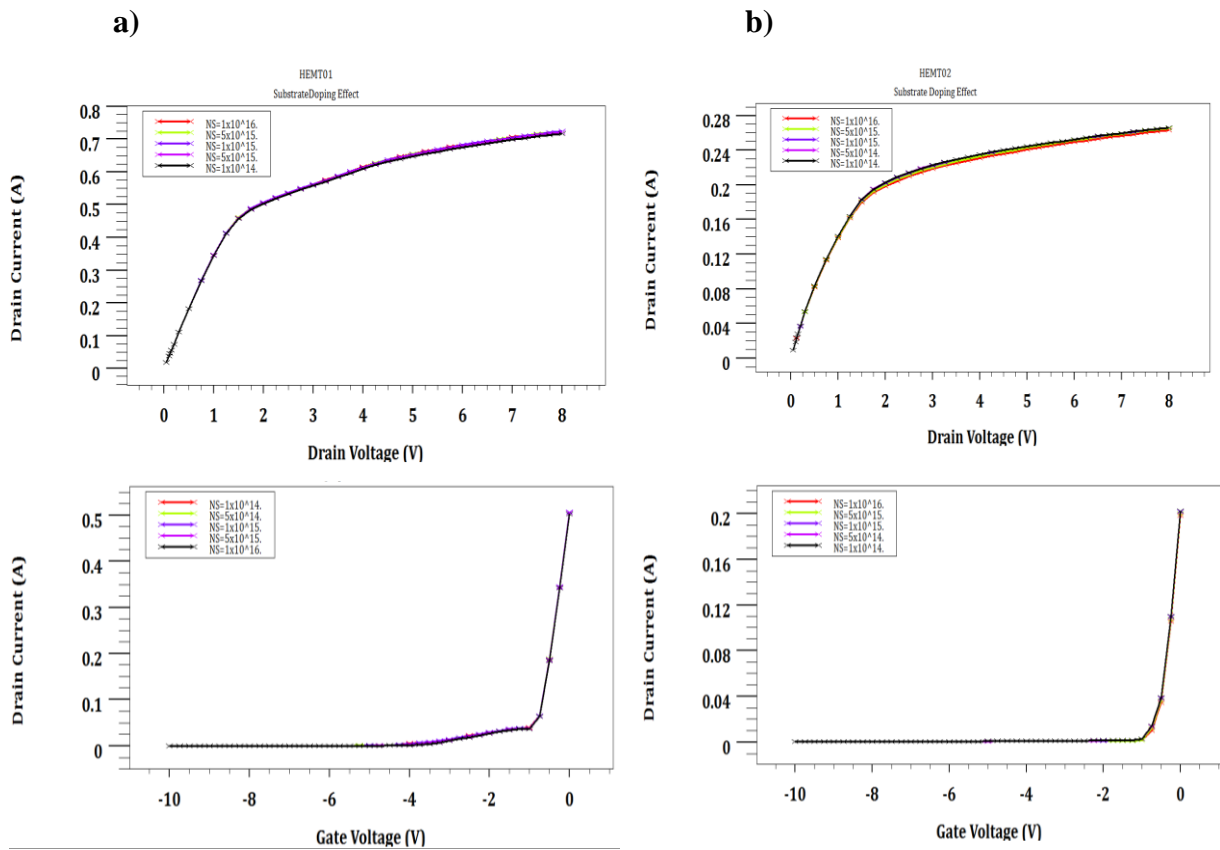 a)
b)
HEMT01
SubstrateDoping Effect
NS=1x10^16.
NS=5x10^15.
NS=1x10^15.
NS=5x10^15.
NS=1x10^14.
0.8
0.7
0.6
0.5
0.4
0.3
0.2
0.1
0
Drain Current (A)
0 1 2 3 4 5 6 7 8
Drain Voltage (V)
HEMT02
Substrate Doping Effect
NS=1x10^16.
NS=5x10^15.
NS=1x10^15.
NS=5x10^14.
NS=1x10^14.
0.28
0.24
0.2
0.16
0.12
0.08
0.04
0
Drain Current (A)
0 1 2 3 4 5 6 7 8
Drain Voltage (V)
NS=1x10^14.
NS=5x10^14.
NS=1x10^15.
NS=5x10^15.
NS=1x10^16.
0.5
0.4
0.3
0.2
0.1
0
Drain Current (A)
-10 -8 -6 -4 -2 0
Gate Voltage (V)
NS=1x10^16.
NS=5x10^15.
NS=1x10^15.
NS=5x10^14.
NS=1x10^14.
0.2
0.16
0.12
0.08
0.04
0
Drain Current (A)
-10 -8 -6 -4 -2 0
Gate Voltage (V)